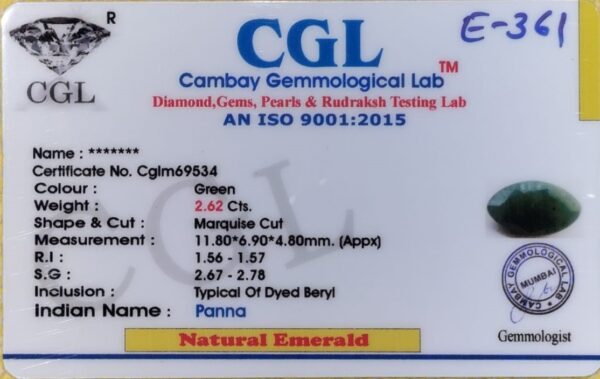 R
CGL
CGL™
E-361
Cambay Gemmological Lab
Diamond,Gems, Pearls & Rudraksh Testing Lab
AN ISO 9001:2015
Name : *******
Certificate No. Cglm69534
Colour : Green
Weight : 2.62 Cts.
Shape & Cut : Marquise Cut
Measurement : 11.80*6.90*4.80mm. (Appx)
R.I : 1.56 - 1.57
S.G : 2.67 - 2.78
Inclusion : Typical Of Dyed Beryl
Indian Name : Panna
Natural Emerald
CGL
CAMBAY GEMMOLOGICAL LAB
MUMBAI
Gemmologist